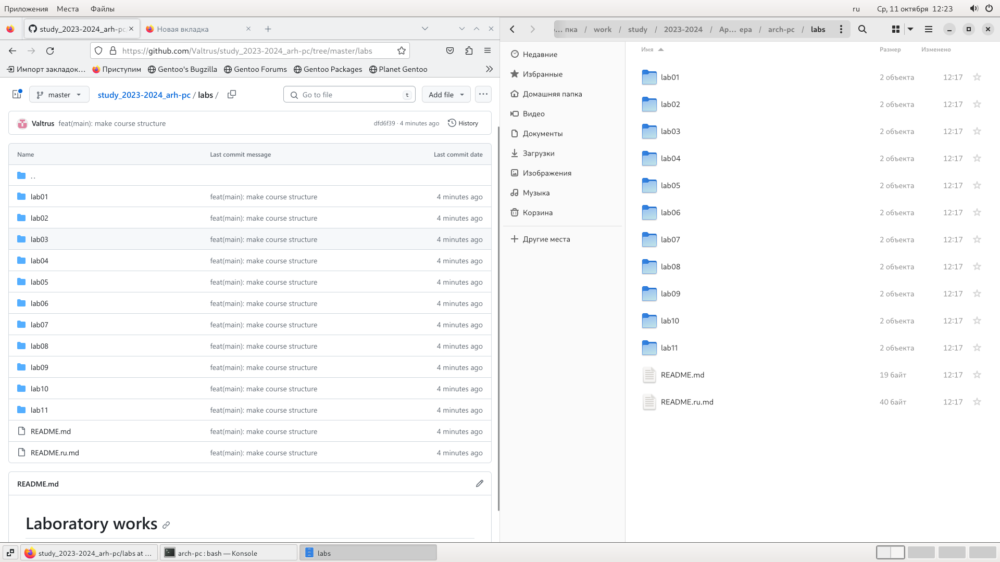 Приложения Места Файлы ru Ср, 11 октября 12:23
study_2023-2024_arh-pc Новая вкладка
https://github.com/Valtrus/study_2023-2024_arh-pc/tree/master/labs
Импорт закладок… Приступим Gentoo's Bugzilla Gentoo Forums Gentoo Packages Planet Gentoo
master study_2023-2024_arh-pc / labs / Go to file t Add file
Valtrus feat(main): make course structure dfd6f39 · 4 minutes ago History
Name Last commit message Last commit date
..
lab01 feat(main): make course structure 4 minutes ago
lab02 feat(main): make course structure 4 minutes ago
lab03 feat(main): make course structure 4 minutes ago
lab04 feat(main): make course structure 4 minutes ago
lab05 feat(main): make course structure 4 minutes ago
lab06 feat(main): make course structure 4 minutes ago
lab07 feat(main): make course structure 4 minutes ago
lab08 feat(main): make course structure 4 minutes ago
lab09 feat(main): make course structure 4 minutes ago
lab10 feat(main): make course structure 4 minutes ago
lab11 feat(main): make course structure 4 minutes ago
README.md feat(main): make course structure 4 minutes ago
README.ru.md feat(main): make course structure 4 minutes ago
README.md
Laboratory works
… пка / work / study / 2023-2024 / Ар… ера / arch-pc / labs
Недавние
Избранные
Домашняя папка
Видео
Документы
Загрузки
Изображения
Музыка
Корзина
Другие места
Имя Размер Изменено
lab01 2 объекта 12:17
lab02 2 объекта 12:17
lab03 2 объекта 12:17
lab04 2 объекта 12:17
lab05 2 объекта 12:17
lab06 2 объекта 12:17
lab07 2 объекта 12:17
lab08 2 объекта 12:17
lab09 2 объекта 12:17
lab10 2 объекта 12:17
lab11 2 объекта 12:17
README.md 19 байт 12:17
README.ru.md 40 байт 12:17
study_2023-2024_arh-pc/labs at … arch-pc : bash — Konsole labs